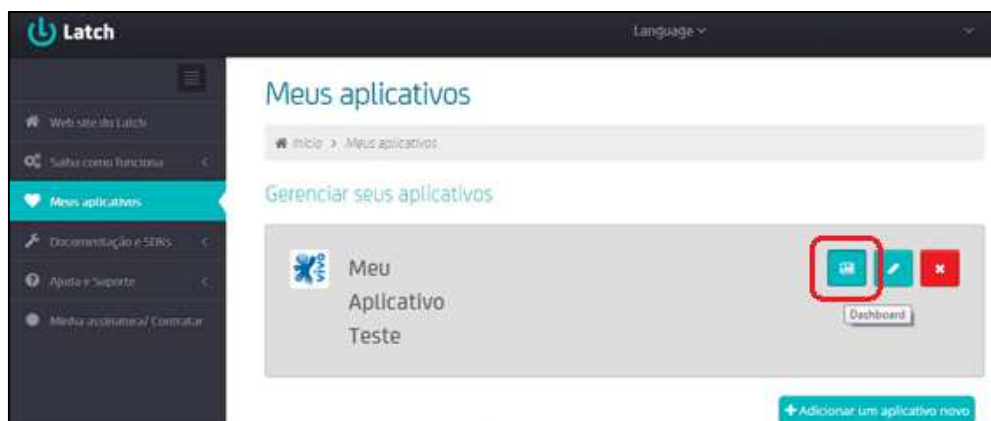 Latch
Language
Meus aplicativos
Web site do Latch
Início > Meus aplicativos
Saiba como funciona
Gerenciar seus aplicativos
Meus aplicativos
Documentação e SDKs
Ajuda e Suporte
Minha assinatura/ Contratar
vivo
Meu
Aplicativo
Teste
Dashboard
+ Adicionar um aplicativo novo